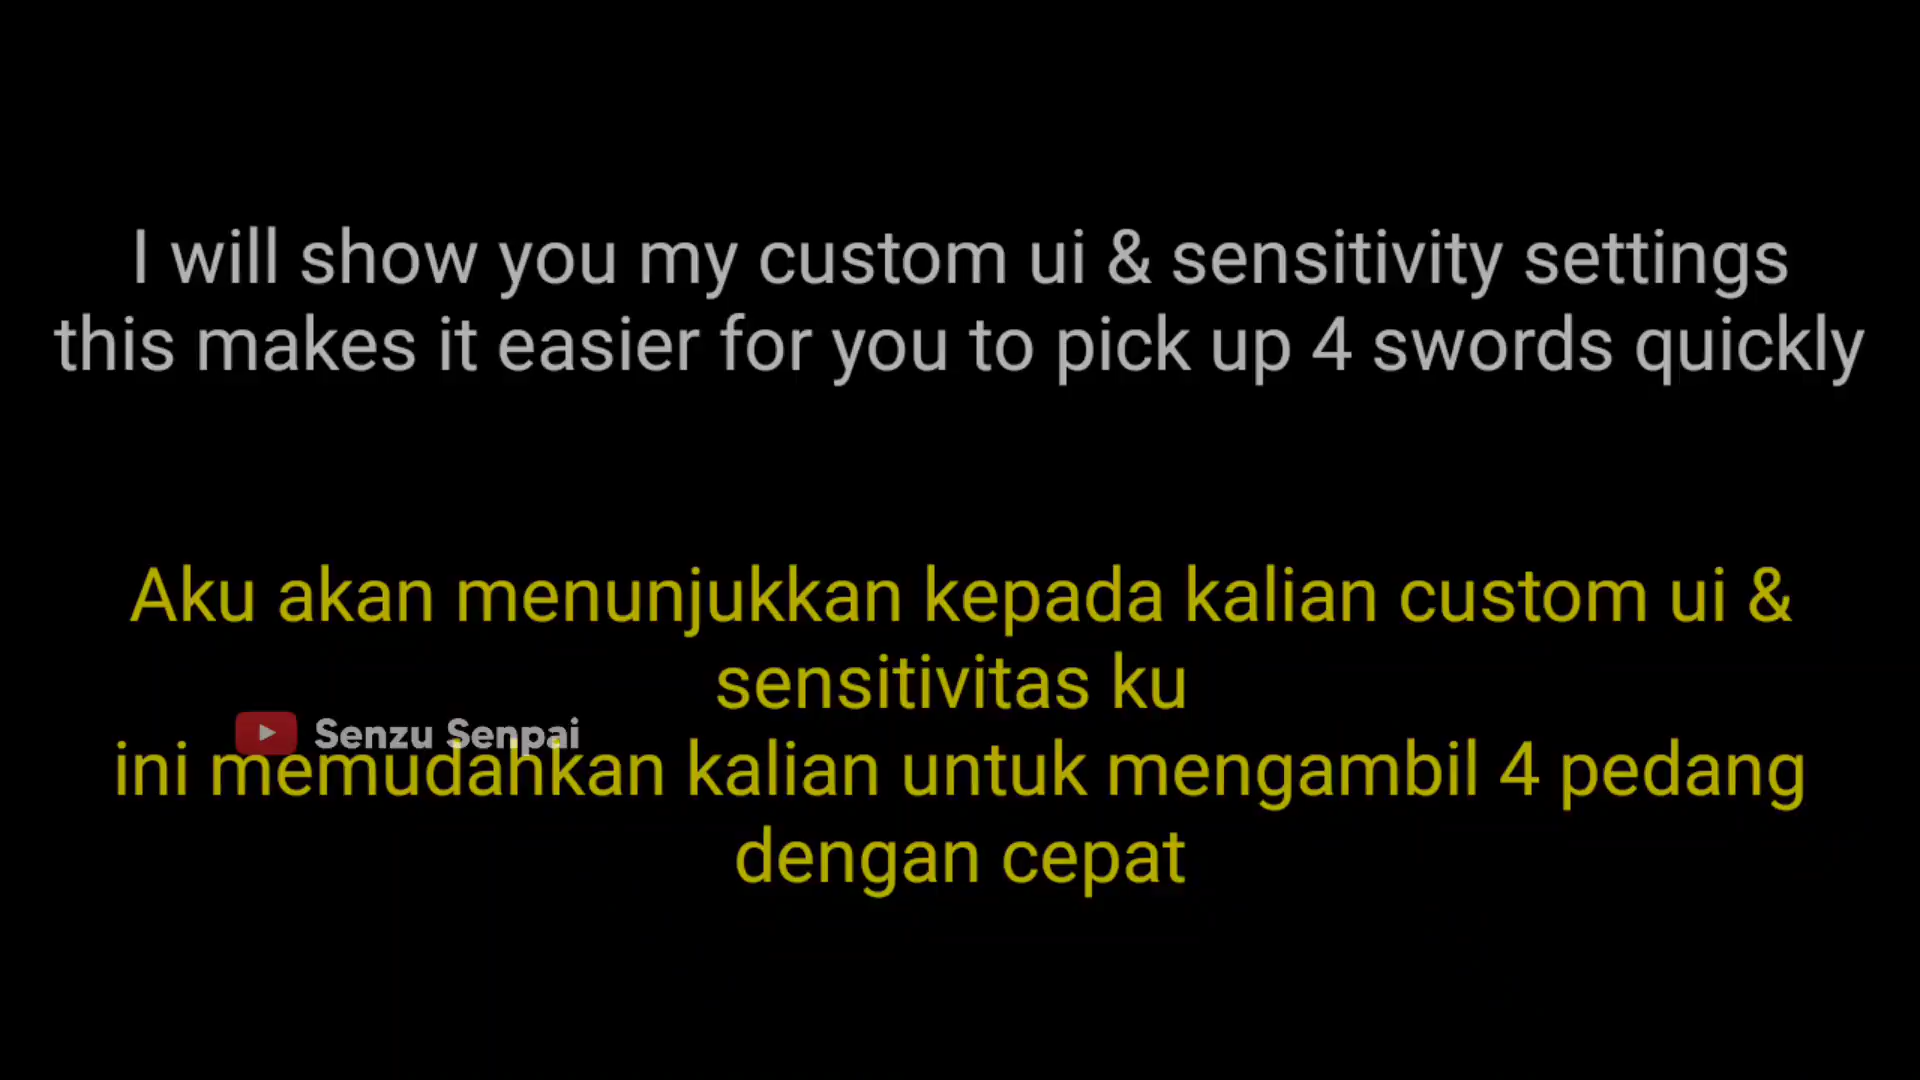 I will show you my custom ui & sensitivity settings
this makes it easier for you to pick up 4 swords quickly
Aku akan menunjukkan kepada kalian custom ui &
sensitivitas ku
Senzu Senpai
ini memudahkan kalian untuk mengambil 4 pedang
dengan cepat